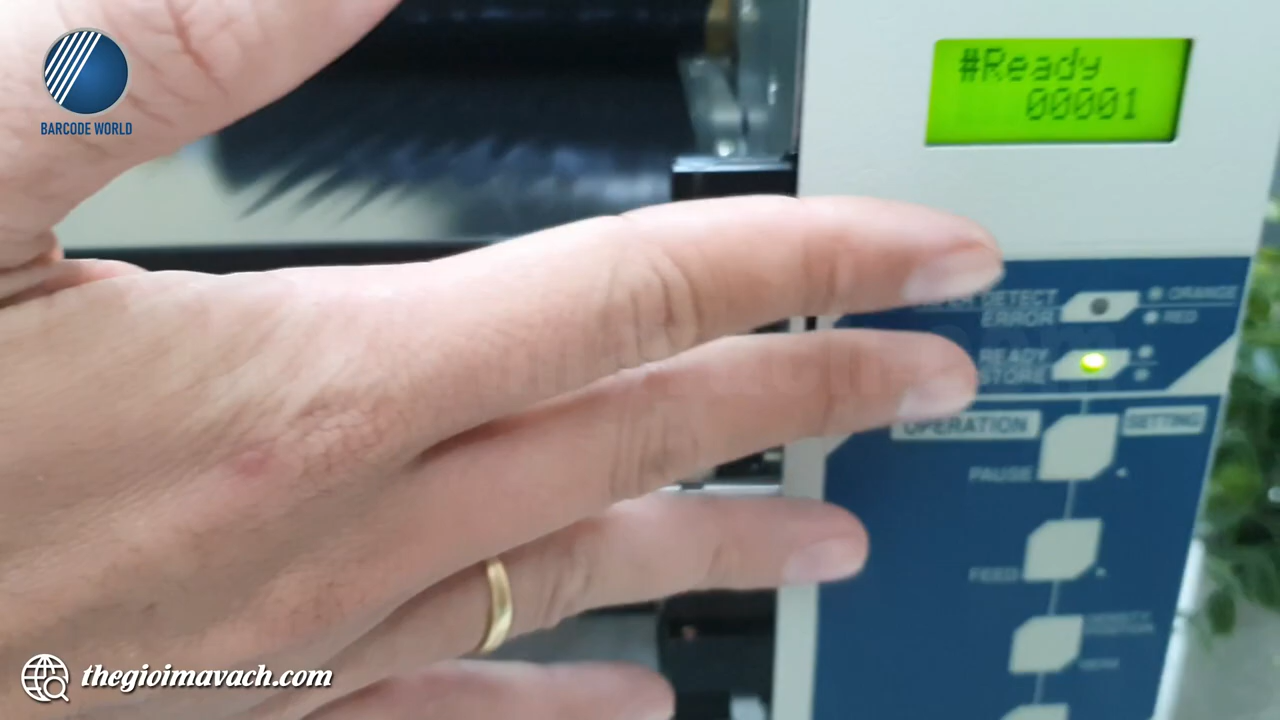 BARCODE WORLD
#Ready
00001
DETECT
ORANGE
ERROR
RED
READY
STORE
OPERATION
SETTING
PAUSE
FEED
thegioimavach.com